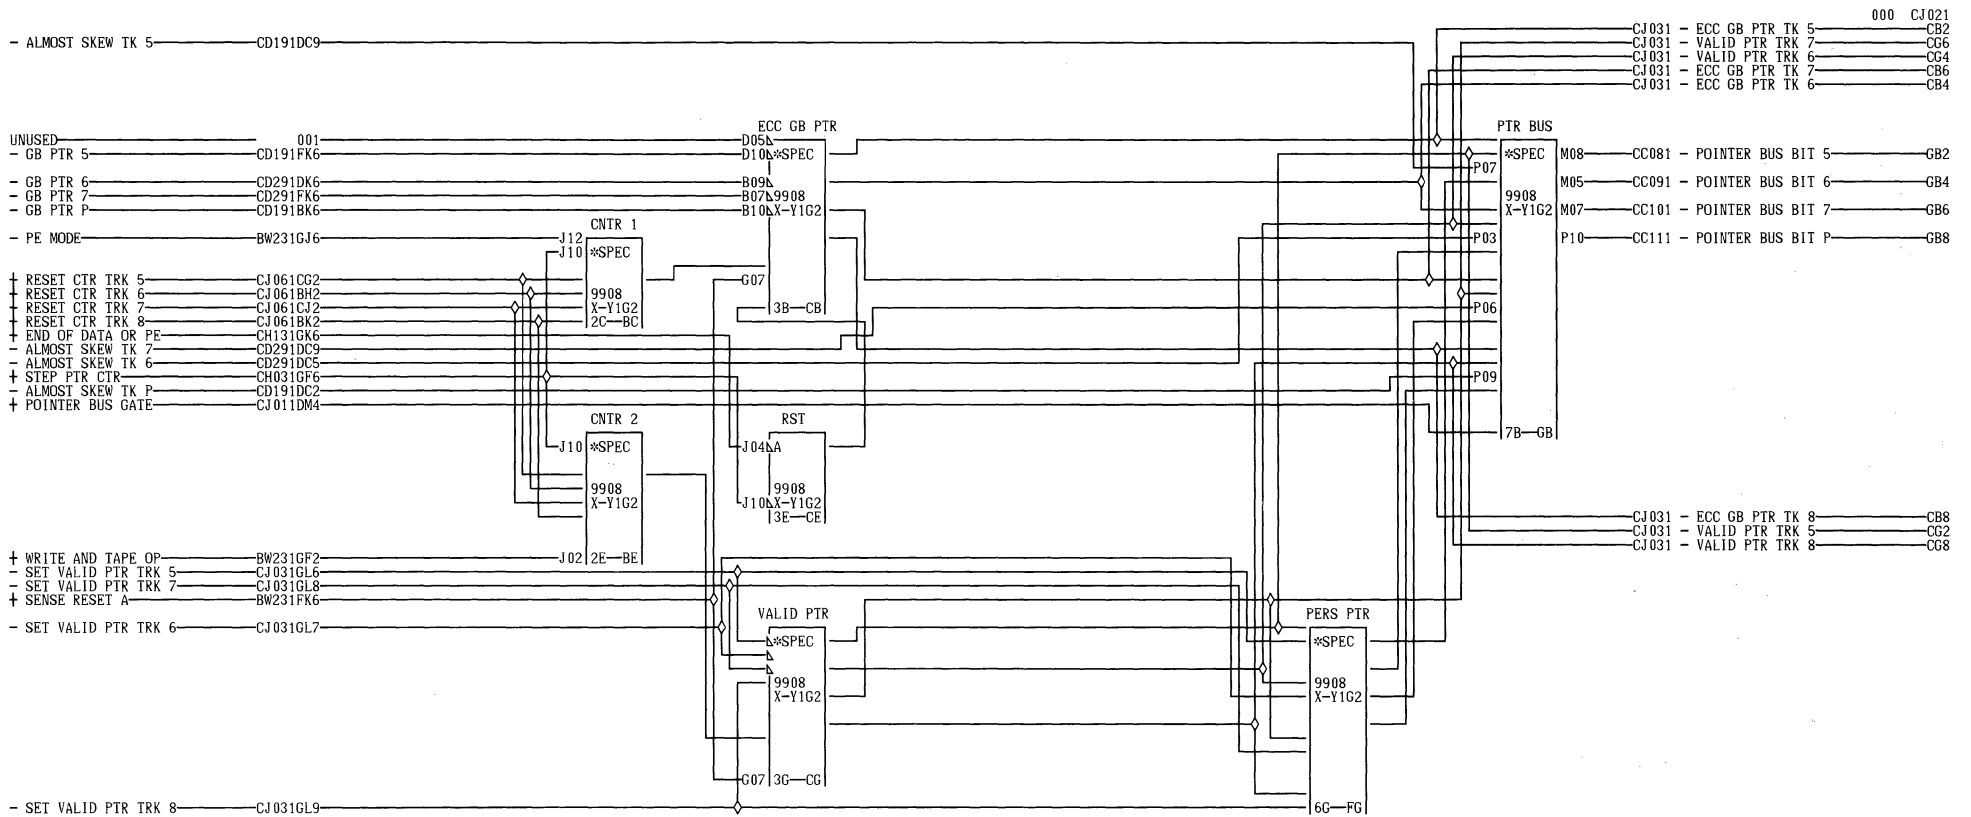 000 CJ021
CJ031 - ECC GB PTR TK 5 CB2
- ALMOST SKEW TK 5 CD191DC9 CJ031 - VALID PTR TRK 7 CG6
CJ031 - VALID PTR TRK 6 CG4
CJ031 - ECC GB PTR TK 7 CB6
CJ031 - ECC GB PTR TK 6 CB4
ECC GB PTR PTR BUS
UNUSED 001 D05
- GB PTR 5 CD191FK6 D10 *SPEC *SPEC M08 CC081 - POINTER BUS BIT 5 GB2
P07
- GB PTR 6 CD291DK6 B09 M05 CC091 - POINTER BUS BIT 6 GB4
- GB PTR 7 CD291FK6 B07 9908 9908
- GB PTR P CD191BK6 B10 X-Y1G2 X-Y1G2 M07 CC101 - POINTER BUS BIT 7 GB6
CNTR 1
- PE MODE BW231GJ6 J12 P03 P10 CC111 - POINTER BUS BIT P GB8
J10 *SPEC
+ RESET CTR TRK 5 CJ061CG2 G07
+ RESET CTR TRK 6 CJ061BH2 9908
+ RESET CTR TRK 7 CJ061CJ2 X-Y1G2 3B CB P06
+ RESET CTR TRK 8 CJ061BK2 2C BC
+ END OF DATA OR PE CH131GK6
- ALMOST SKEW TK 7 CD291DC9
- ALMOST SKEW TK 6 CD291DC5
+ STEP PTR CTR CH031GF6 P09
- ALMOST SKEW TK P CD191DC2
+ POINTER BUS GATE CJ011DM4
CNTR 2 RST
7B GB
J10 *SPEC J04 A
9908 9908
X-Y1G2 J10 X-Y1G2
3E CE CJ031 - ECC GB PTR TK 8 CB8
CJ031 - VALID PTR TRK 5 CG2
CJ031 - VALID PTR TRK 8 CG8
+ WRITE AND TAPE OP BW231GF2 J02 2E BE
- SET VALID PTR TRK 5 CJ031GL6
- SET VALID PTR TRK 7 CJ031GL8
+ SENSE RESET A BW231FK6
VALID PTR PERS PTR
- SET VALID PTR TRK 6 CJ031GL7
*SPEC *SPEC
9908 9908
X-Y1G2 X-Y1G2
G07 3G CG
- SET VALID PTR TRK 8 CJ031GL9 6G FG